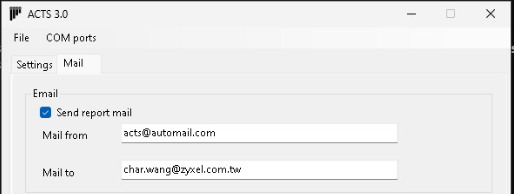 ACTS 3.0
File COM ports
Settings Mail
Email
Send report mail
Mail from acts@automail.com
Mail to char.wang@zyxel.com.tw